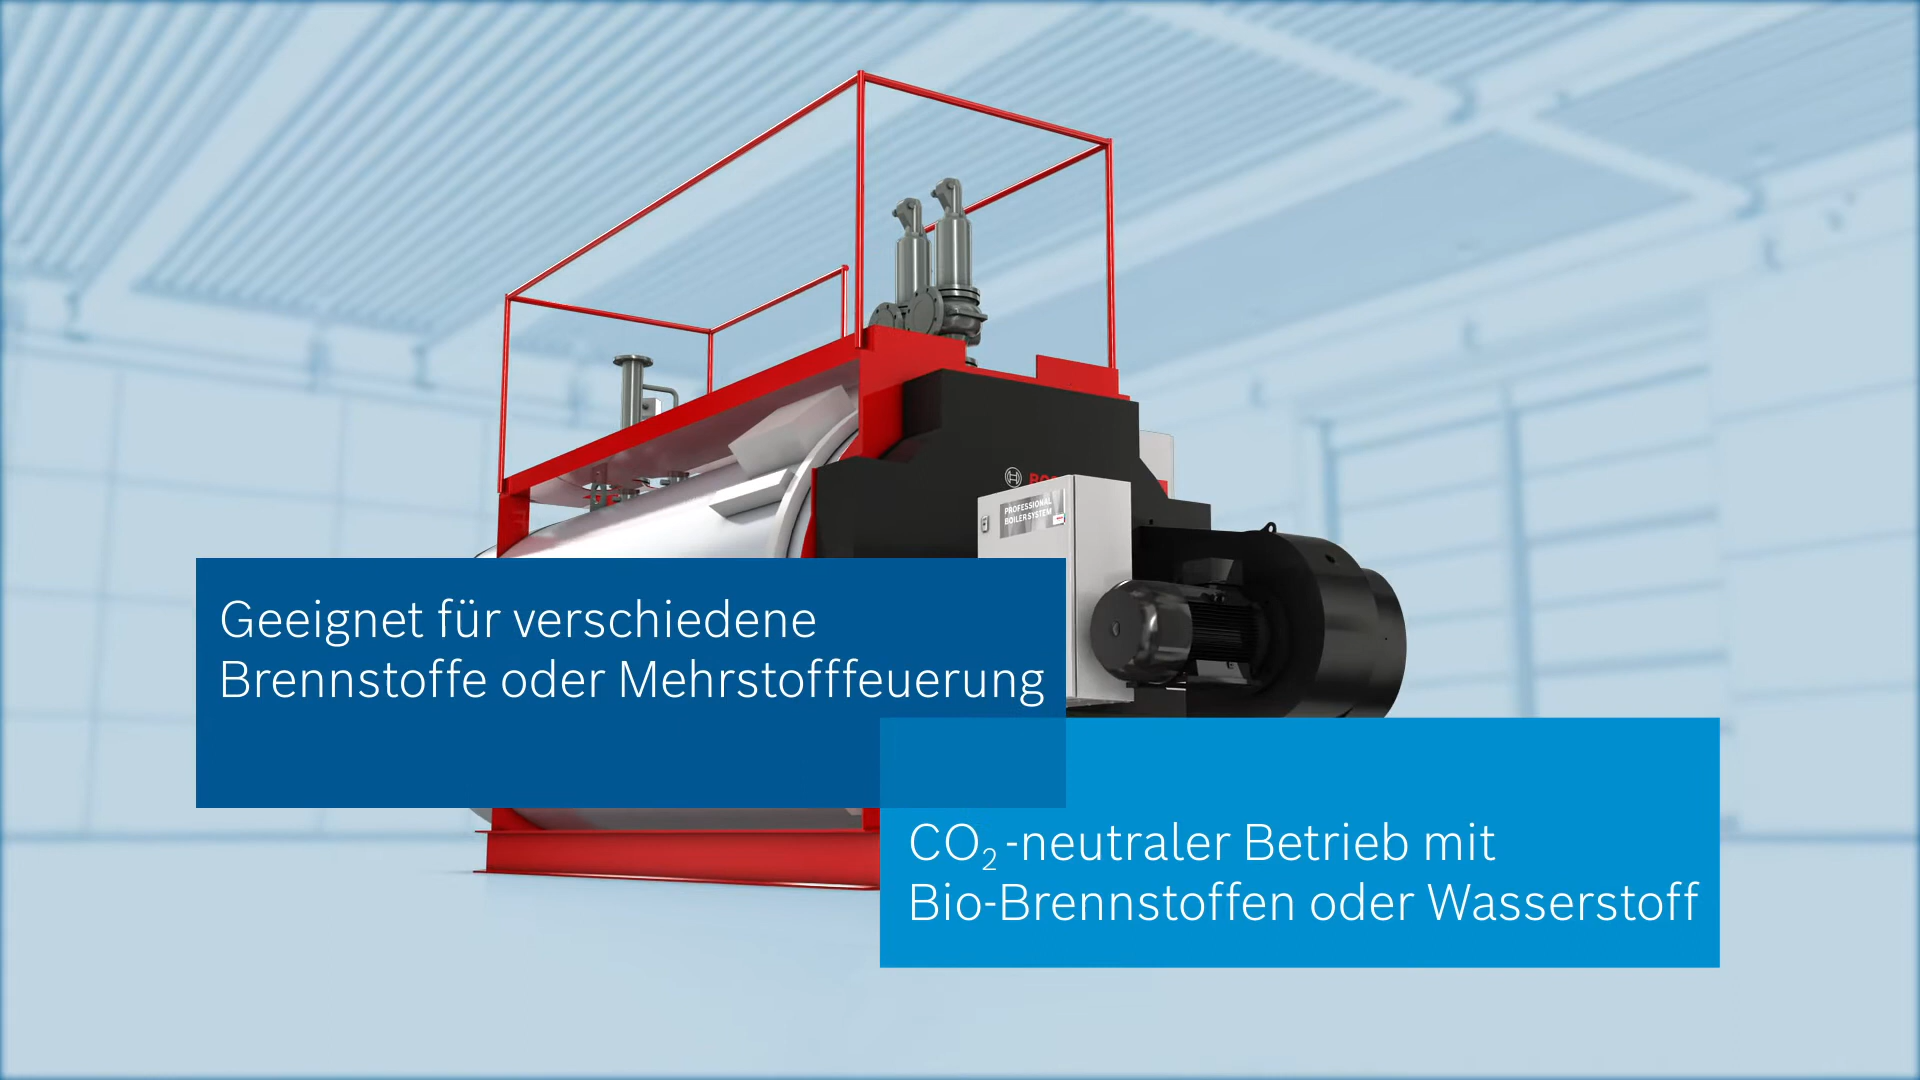 PROFESSIONAL
BOILER SYSTEM
Geeignet für verschiedene
Brennstoffe oder Mehrstofffeuerung
CO₂-neutraler Betrieb mit
Bio-Brennstoffen oder Wasserstoff